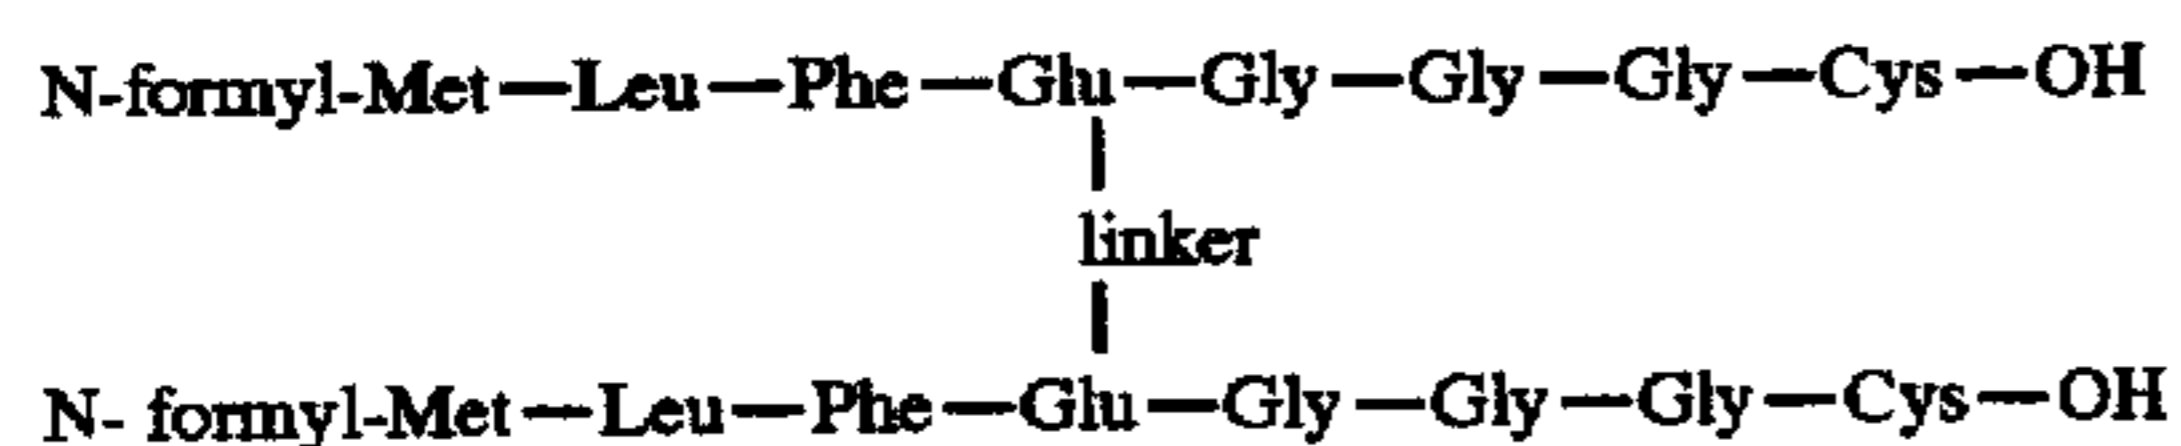 N-formyl-Met—Leu—Phe—Glu—Gly—Gly—Gly—Cys—OH
linker
N- formyl-Met—Leu—Phe—Glu—Gly—Gly—Gly—Cys—OH